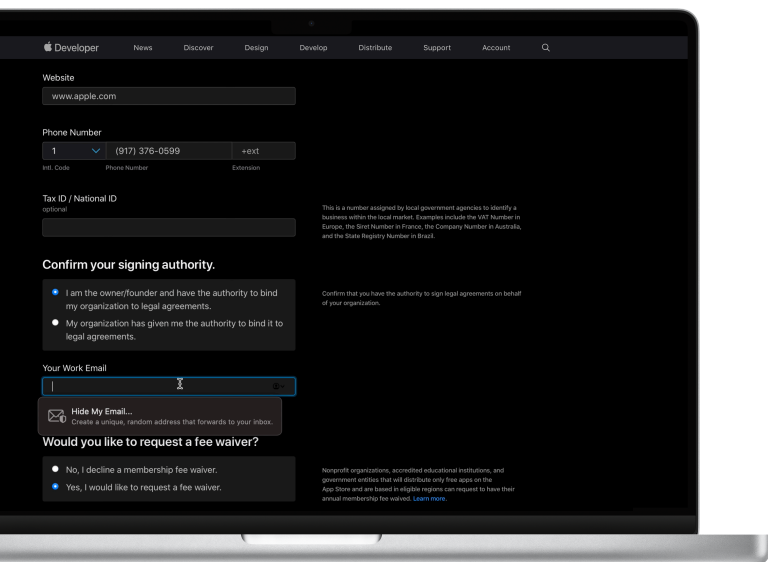 Developer
News
Discover
Design
Develop
Distribute
Support
Account
Website
www.apple.com
Phone Number
1
(917) 376-0599
+ext
Intl. Code
Phone Number
Extension
Tax ID / National ID
optional
This is a number assigned by local government agencies to identify a
business within the local market. Examples include the VAT Number in
Europe, the Siret Number in France, the Company Number in Australia,
and the State Registry Number in Brazil.
Confirm your signing authority.
I am the owner/founder and have the authority to bind
my organization to legal agreements.
My organization has given me the authority to bind it to
legal agreements.
Confirm that you have the authority to sign legal agreements on behalf
of your organization.
Your Work Email
Hide My Email...
Create a unique, random address that forwards to your inbox.
Would you like to request a fee waiver?
No, I decline a membership fee waiver.
Yes, I would like to request a fee waiver.
Nonprofit organizations, accredited educational institutions, and
government entities that will distribute only free apps on the
App Store and are based in eligible regions can request to have their
annual membership fee waived. Learn more.